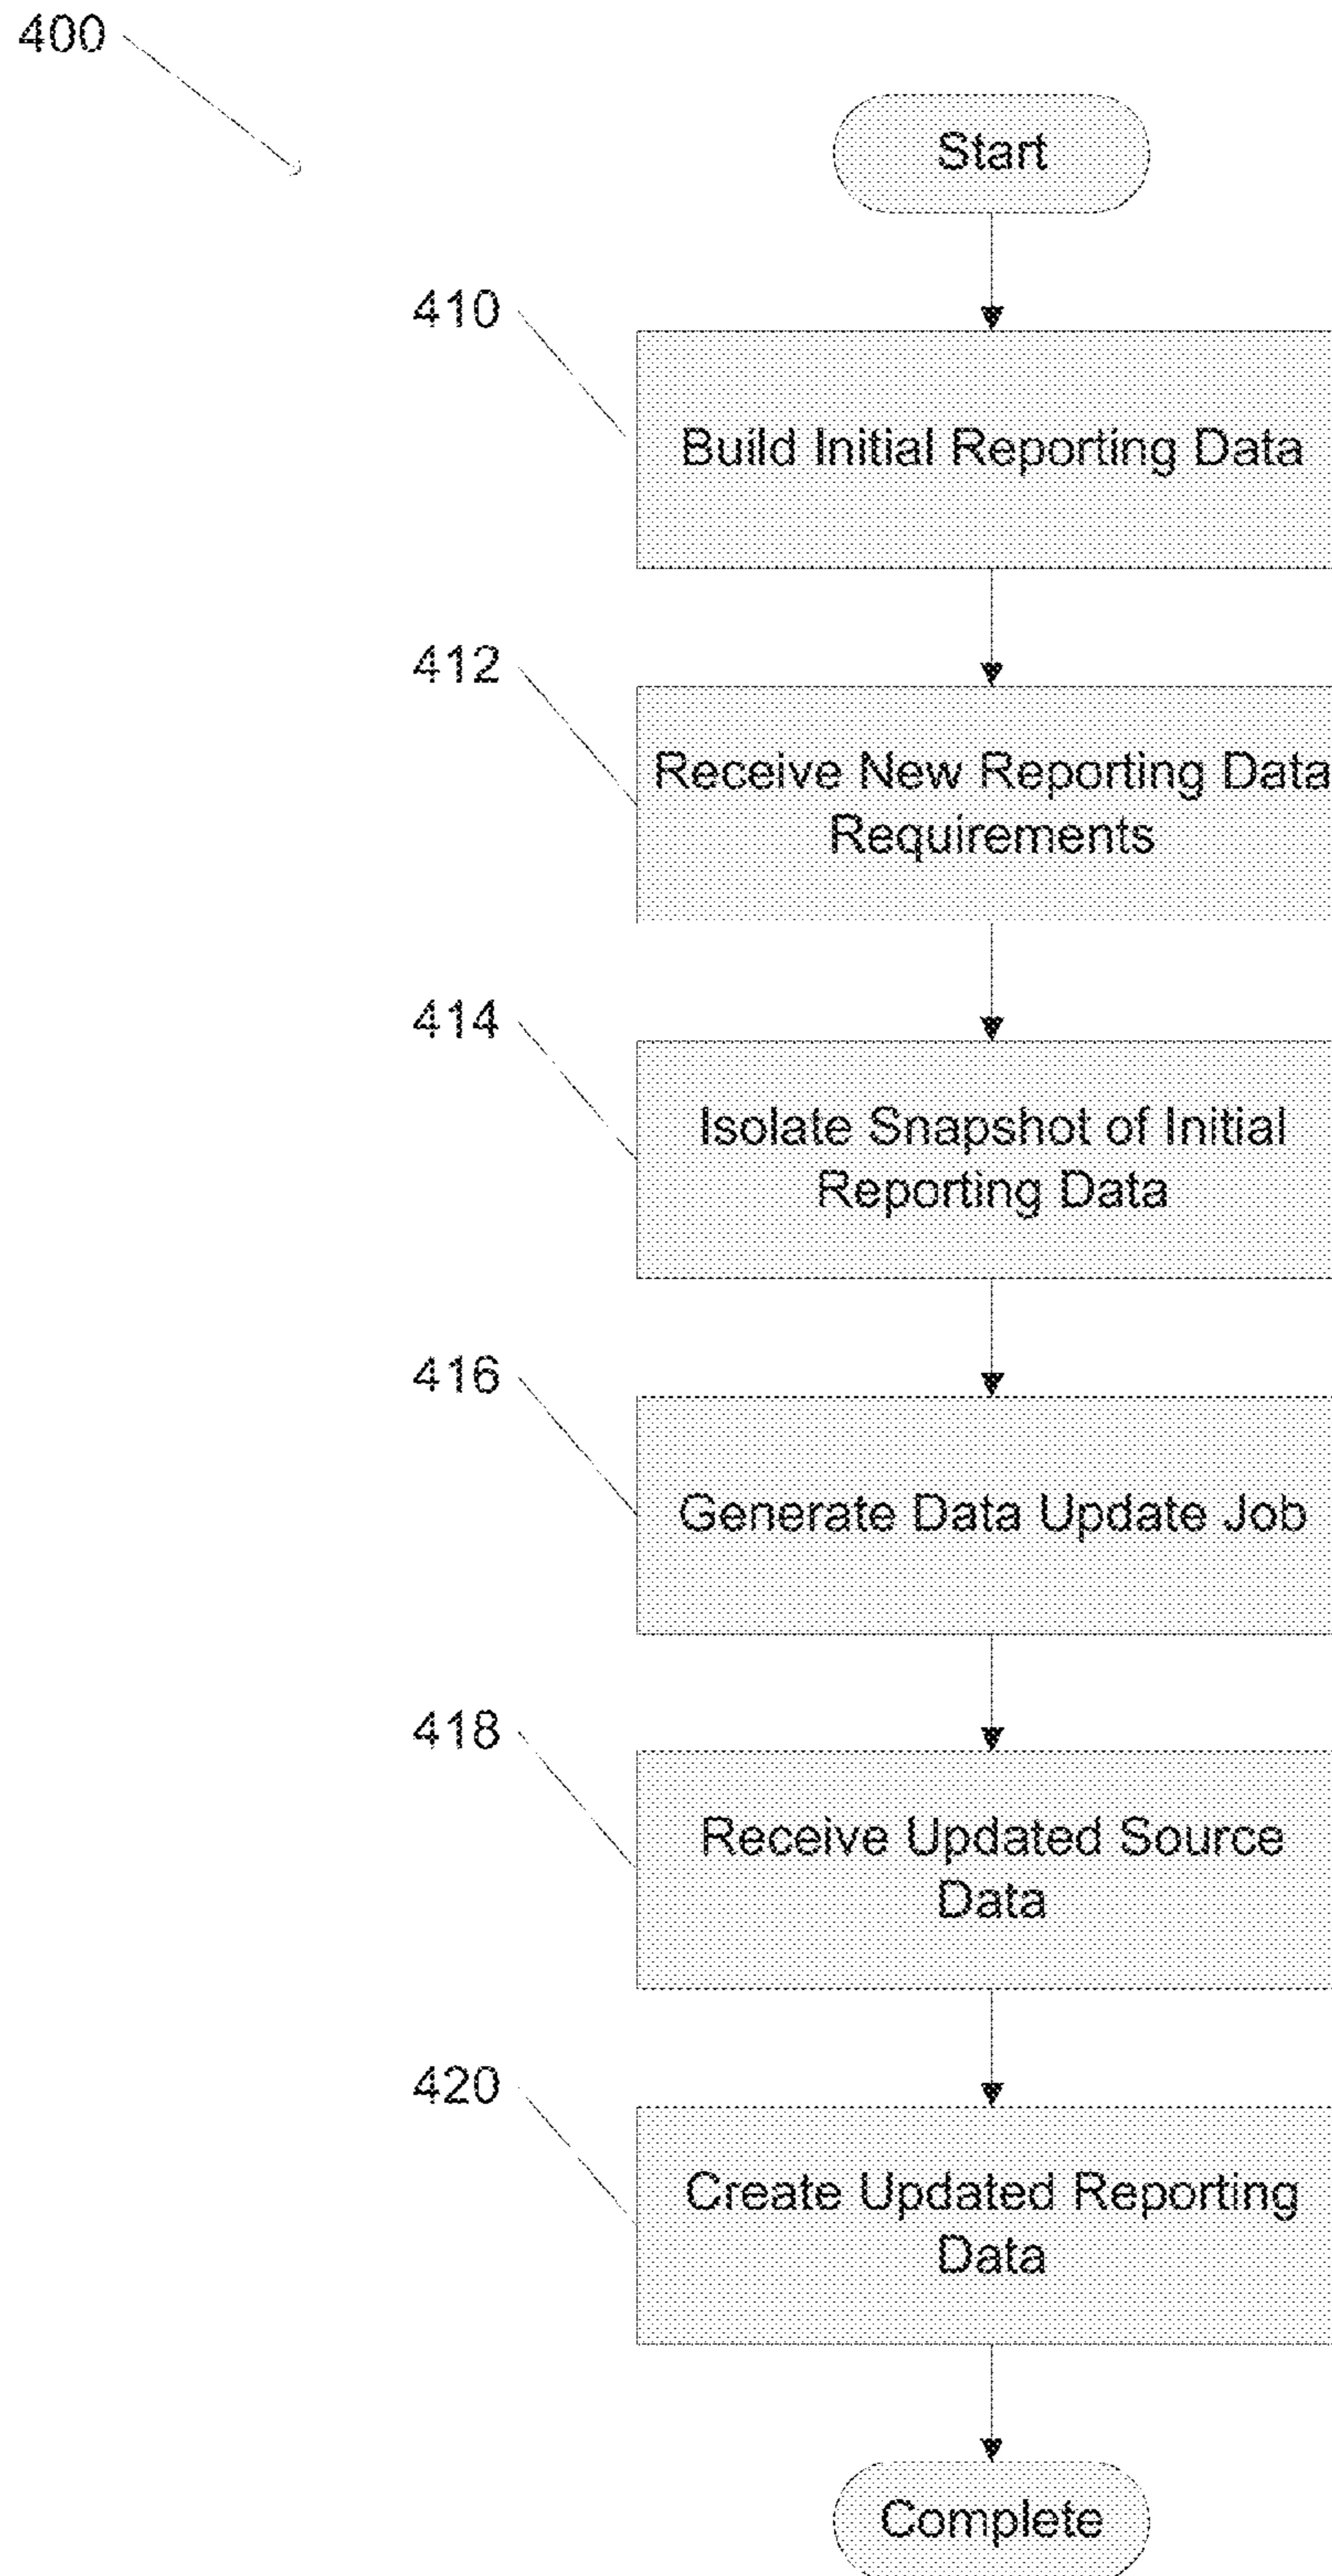 400
Start
410
Build Initial Reporting Data
412
Receive New Reporting Data
Requirements
414
Isolate Snapshot of Initial
Reporting Data
416
Generate Data Update Job
418
Receive Updated Source
Data
420
Create Updated Reporting
Data
Complete